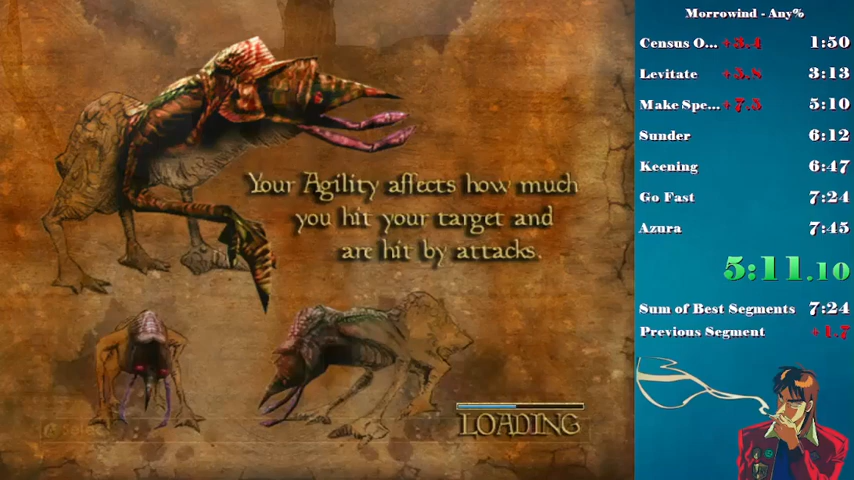 Your Agility affects how much
you hit your target and
are hit by attacks.
LOADING
Morrowind - Any%
Census O... +3.4 1:50
Levitate +5.8 3:13
Make Spe... +7.5 5:10
Sunder 6:12
Keening 6:47
Go Fast 7:24
Azura 7:45
5:11.10
Sum of Best Segments 7:24
Previous Segment +1.7